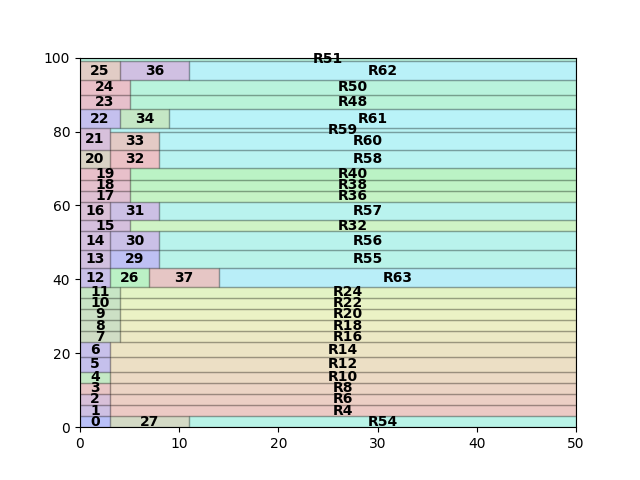 R51
100
25 36 R62
24 R50
23 R48
22 34 R61
80
R59
21 33 R60
20 32 R58
19 R40
18 R38
17 R36
60
16 31 R57
15 R32
14 30 R56
13 29 R55
40
12 26 37 R63
11 R24
10 R22
9 R20
8 R18
7 R16
20
6 R14
5 R12
4 R10
3 R8
2 R6
1 R4
0
0 27 R54
0 10 20 30 40 50